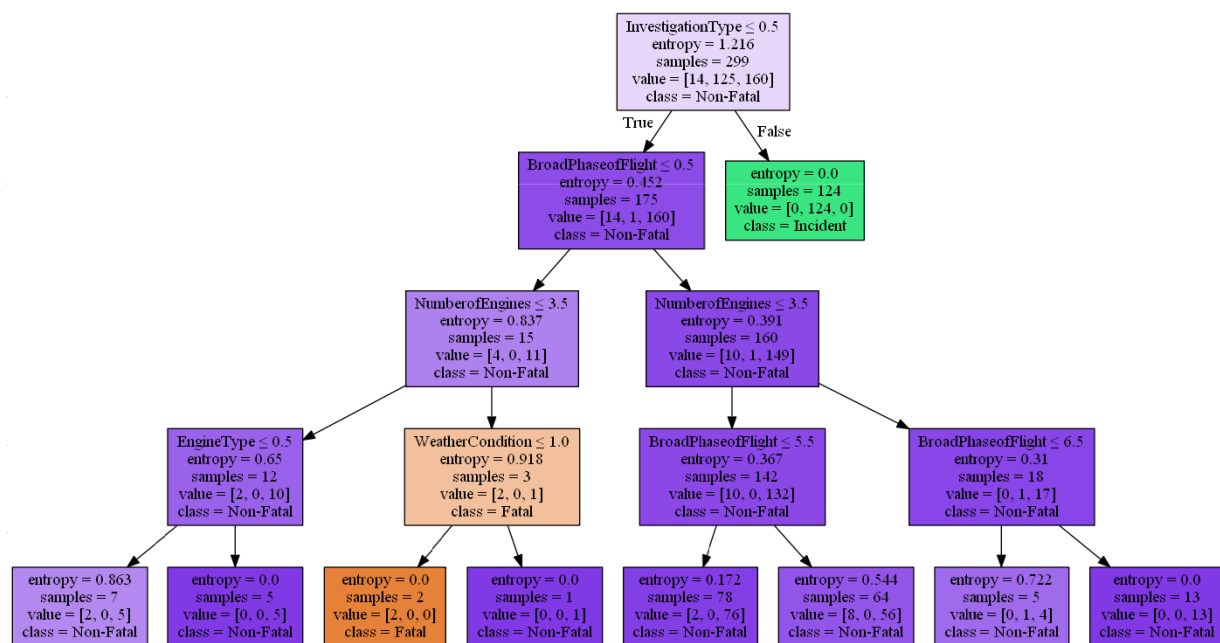 InvestigationType ≤ 0.5
entropy = 1.216
samples = 299
value = [14, 125, 160]
class = Non-Fatal
True
False
BroadPhaseofFlight ≤ 0.5
entropy = 0.452
samples = 175
value = [14, 1, 160]
class = Non-Fatal
entropy = 0.0
samples = 124
value = [0, 124, 0]
class = Incident
NumberofEngines ≤ 3.5
entropy = 0.837
samples = 15
value = [4, 0, 11]
class = Non-Fatal
NumberofEngines ≤ 3.5
entropy = 0.391
samples = 160
value = [10, 1, 149]
class = Non-Fatal
EngineType ≤ 0.5
entropy = 0.65
samples = 12
value = [2, 0, 10]
class = Non-Fatal
WeatherCondition ≤ 1.0
entropy = 0.918
samples = 3
value = [2, 0, 1]
class = Fatal
BroadPhaseofFlight ≤ 5.5
entropy = 0.367
samples = 142
value = [10, 0, 132]
class = Non-Fatal
BroadPhaseofFlight ≤ 6.5
entropy = 0.31
samples = 18
value = [0, 1, 17]
class = Non-Fatal
entropy = 0.863
samples = 7
value = [2, 0, 5]
class = Non-Fatal
entropy = 0.0
samples = 5
value = [0, 0, 5]
class = Non-Fatal
entropy = 0.0
samples = 2
value = [2, 0, 0]
class = Fatal
entropy = 0.0
samples = 1
value = [0, 0, 1]
class = Non-Fatal
entropy = 0.172
samples = 78
value = [2, 0, 76]
class = Non-Fatal
entropy = 0.544
samples = 64
value = [8, 0, 56]
class = Non-Fatal
entropy = 0.722
samples = 5
value = [0, 1, 4]
class = Non-Fatal
entropy = 0.0
samples = 13
value = [0, 0, 13]
class = Non-Fatal